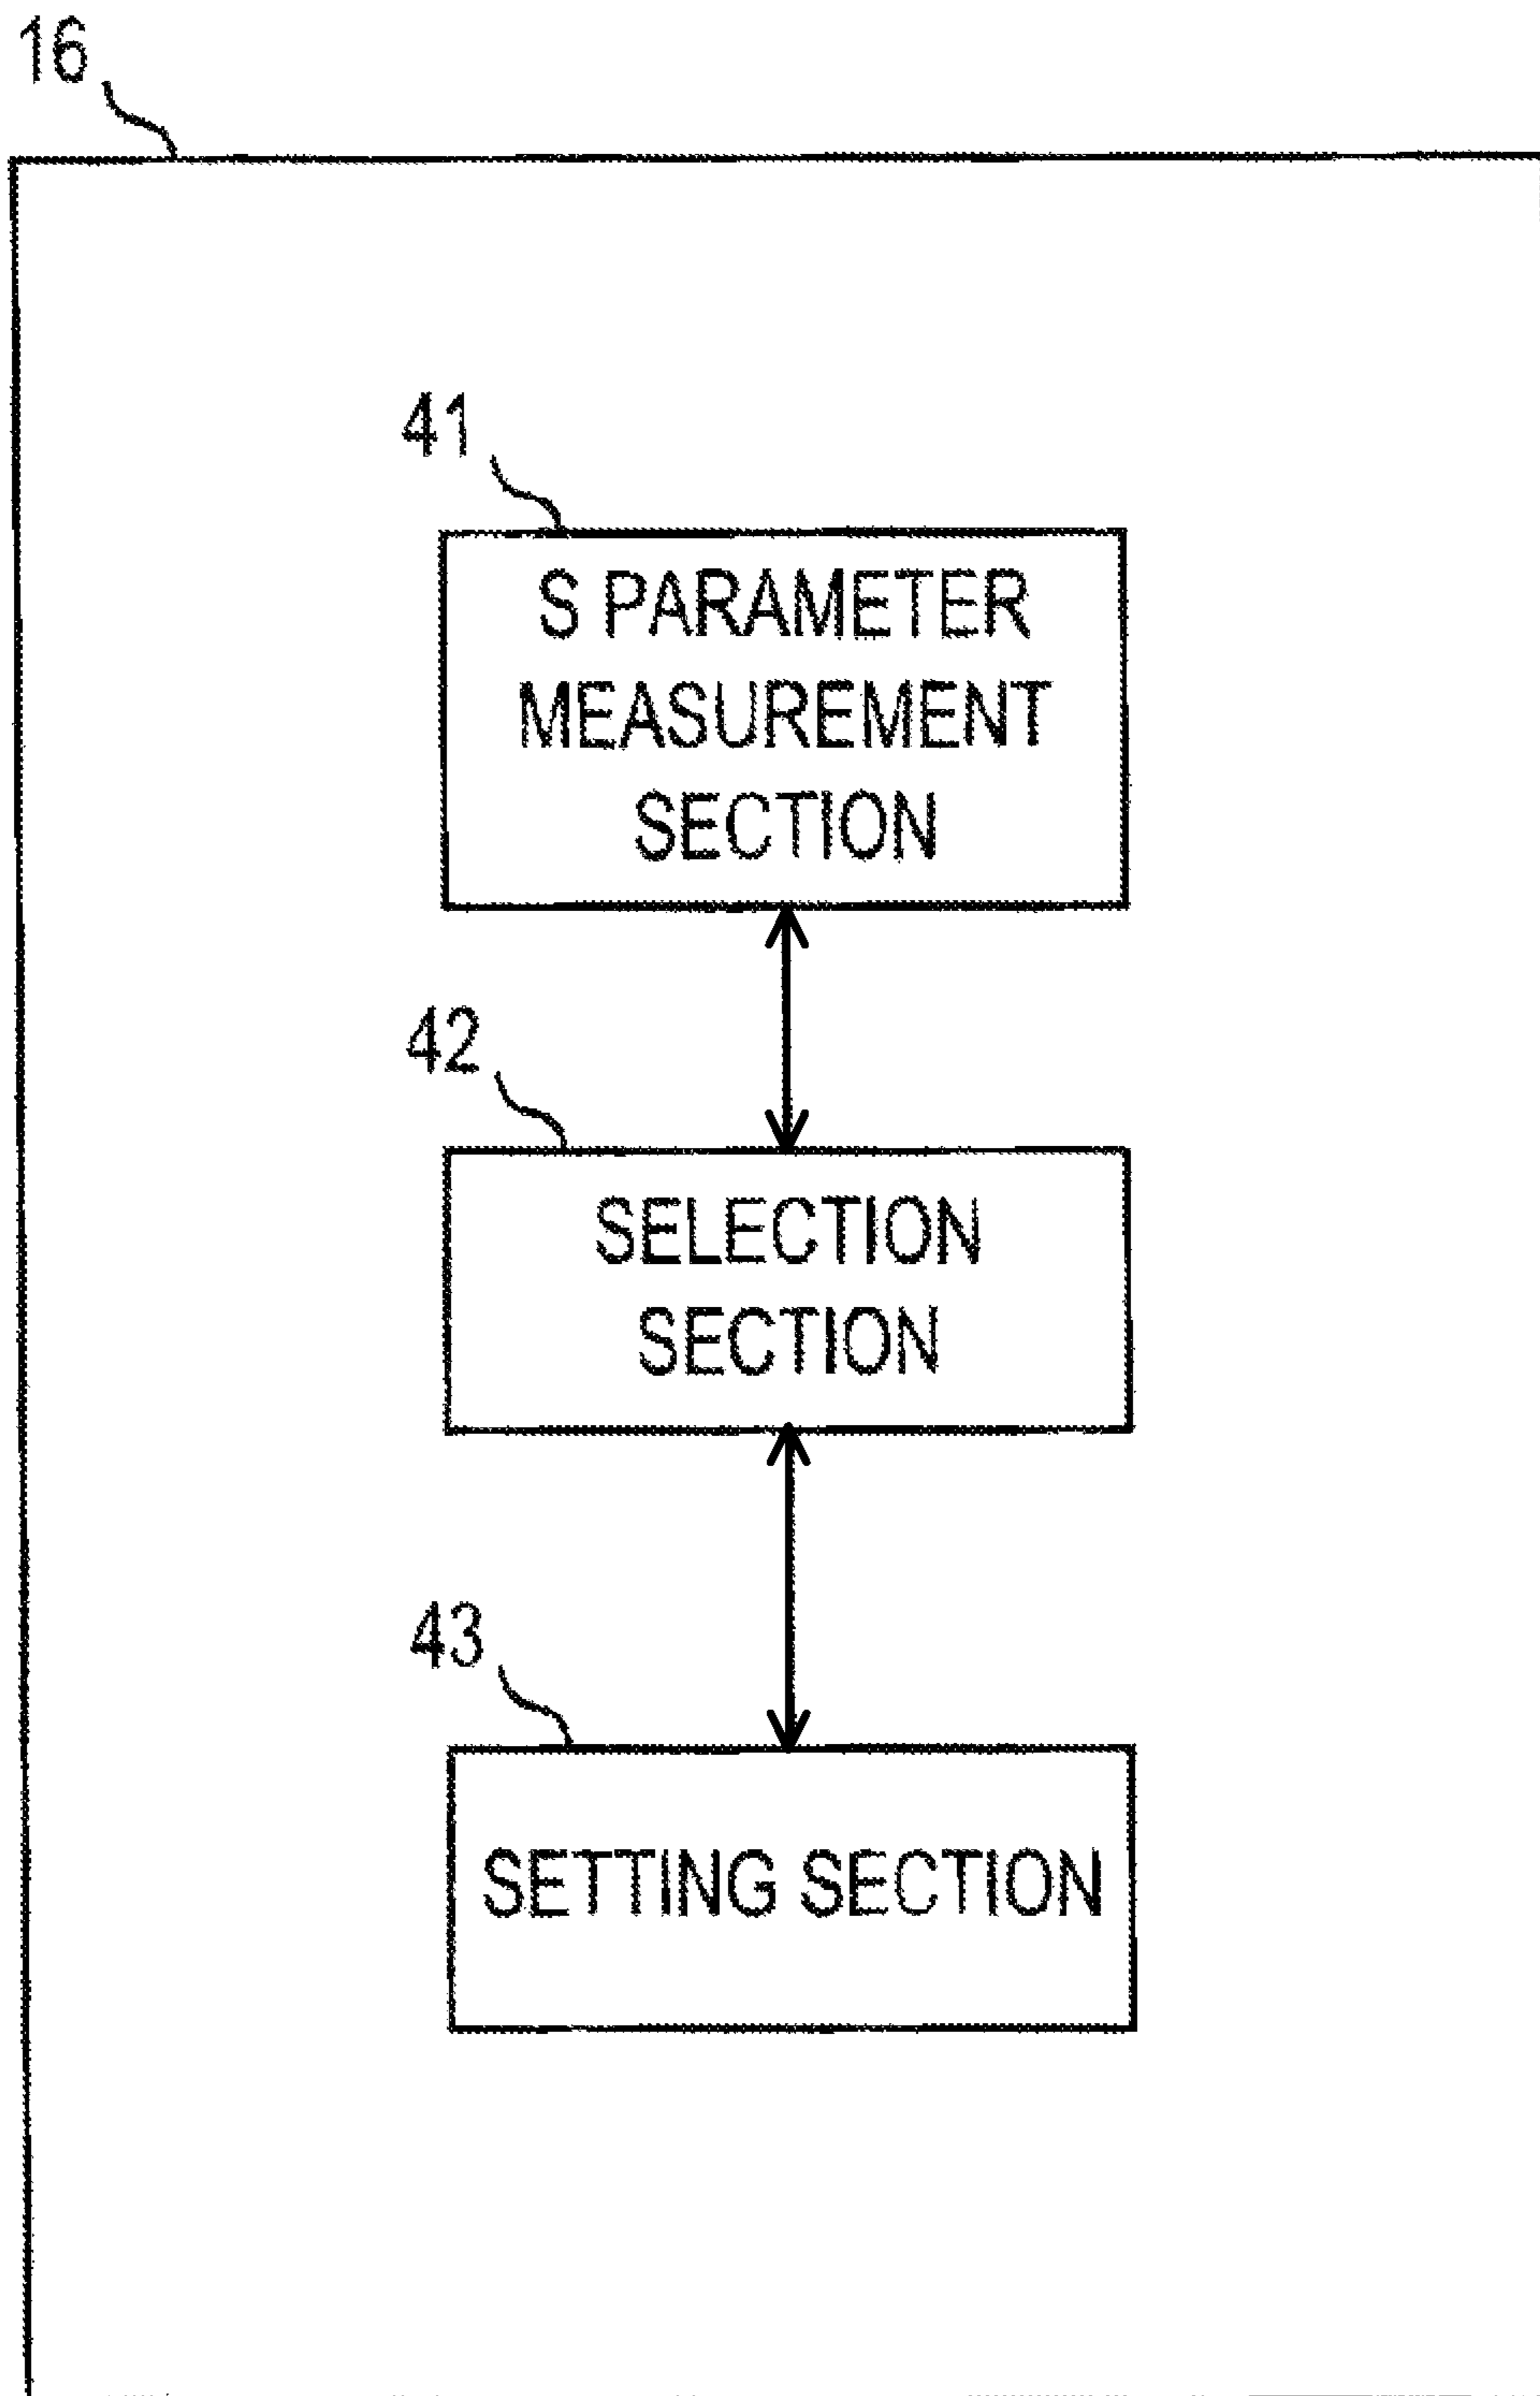 16
41
S PARAMETER
MEASUREMENT
SECTION
42
SELECTION
SECTION
43
SETTING SECTION